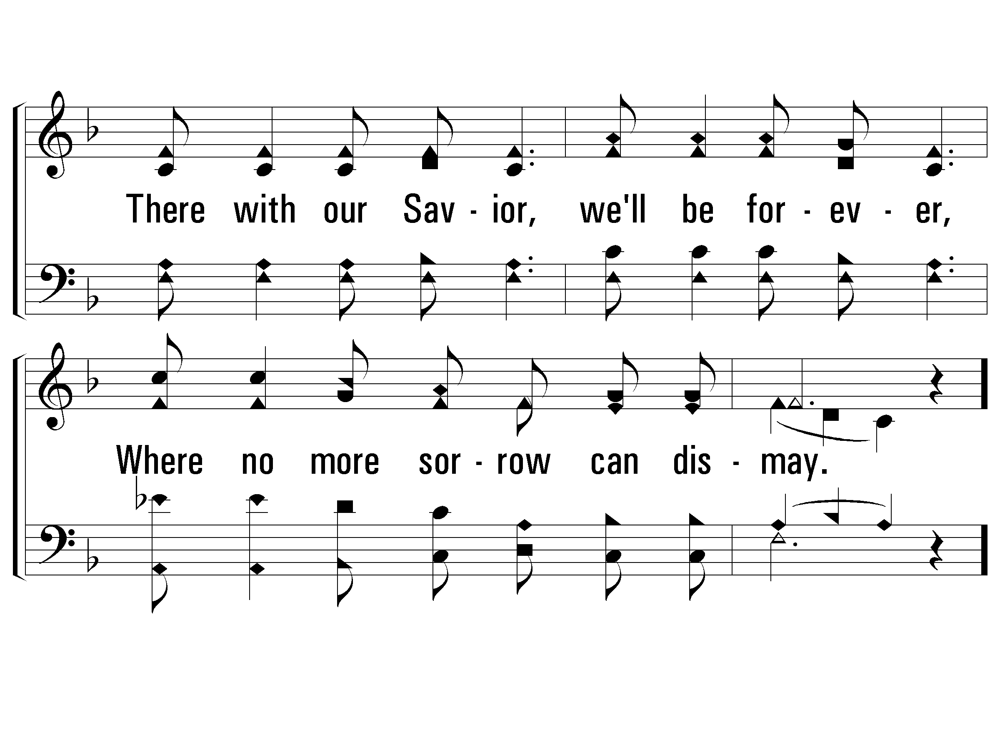 There with our Sav - ior, we'll be for - ev - er,
Where no more sor - row can dis - may.